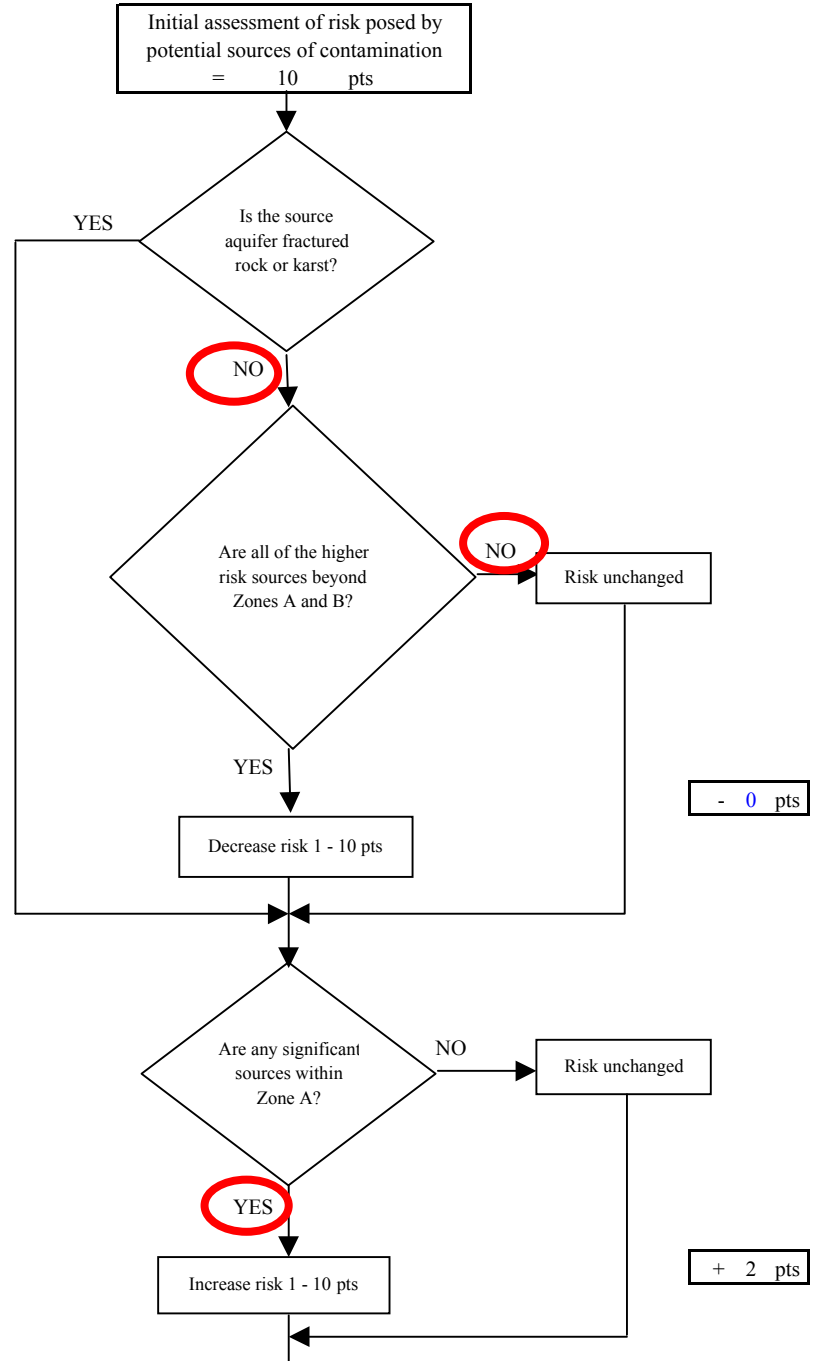 Initial assessment of risk posed by
potential sources of contamination
= 10 pts
YES
Is the source
aquifer fractured
rock or karst?
NO
Are all of the higher
risk sources beyond
Zones A and B?
NO
Risk unchanged
YES
- 0 pts
Decrease risk 1 - 10 pts
Are any significant
sources within
Zone A?
NO
Risk unchanged
YES
+ 2 pts
Increase risk 1 - 10 pts